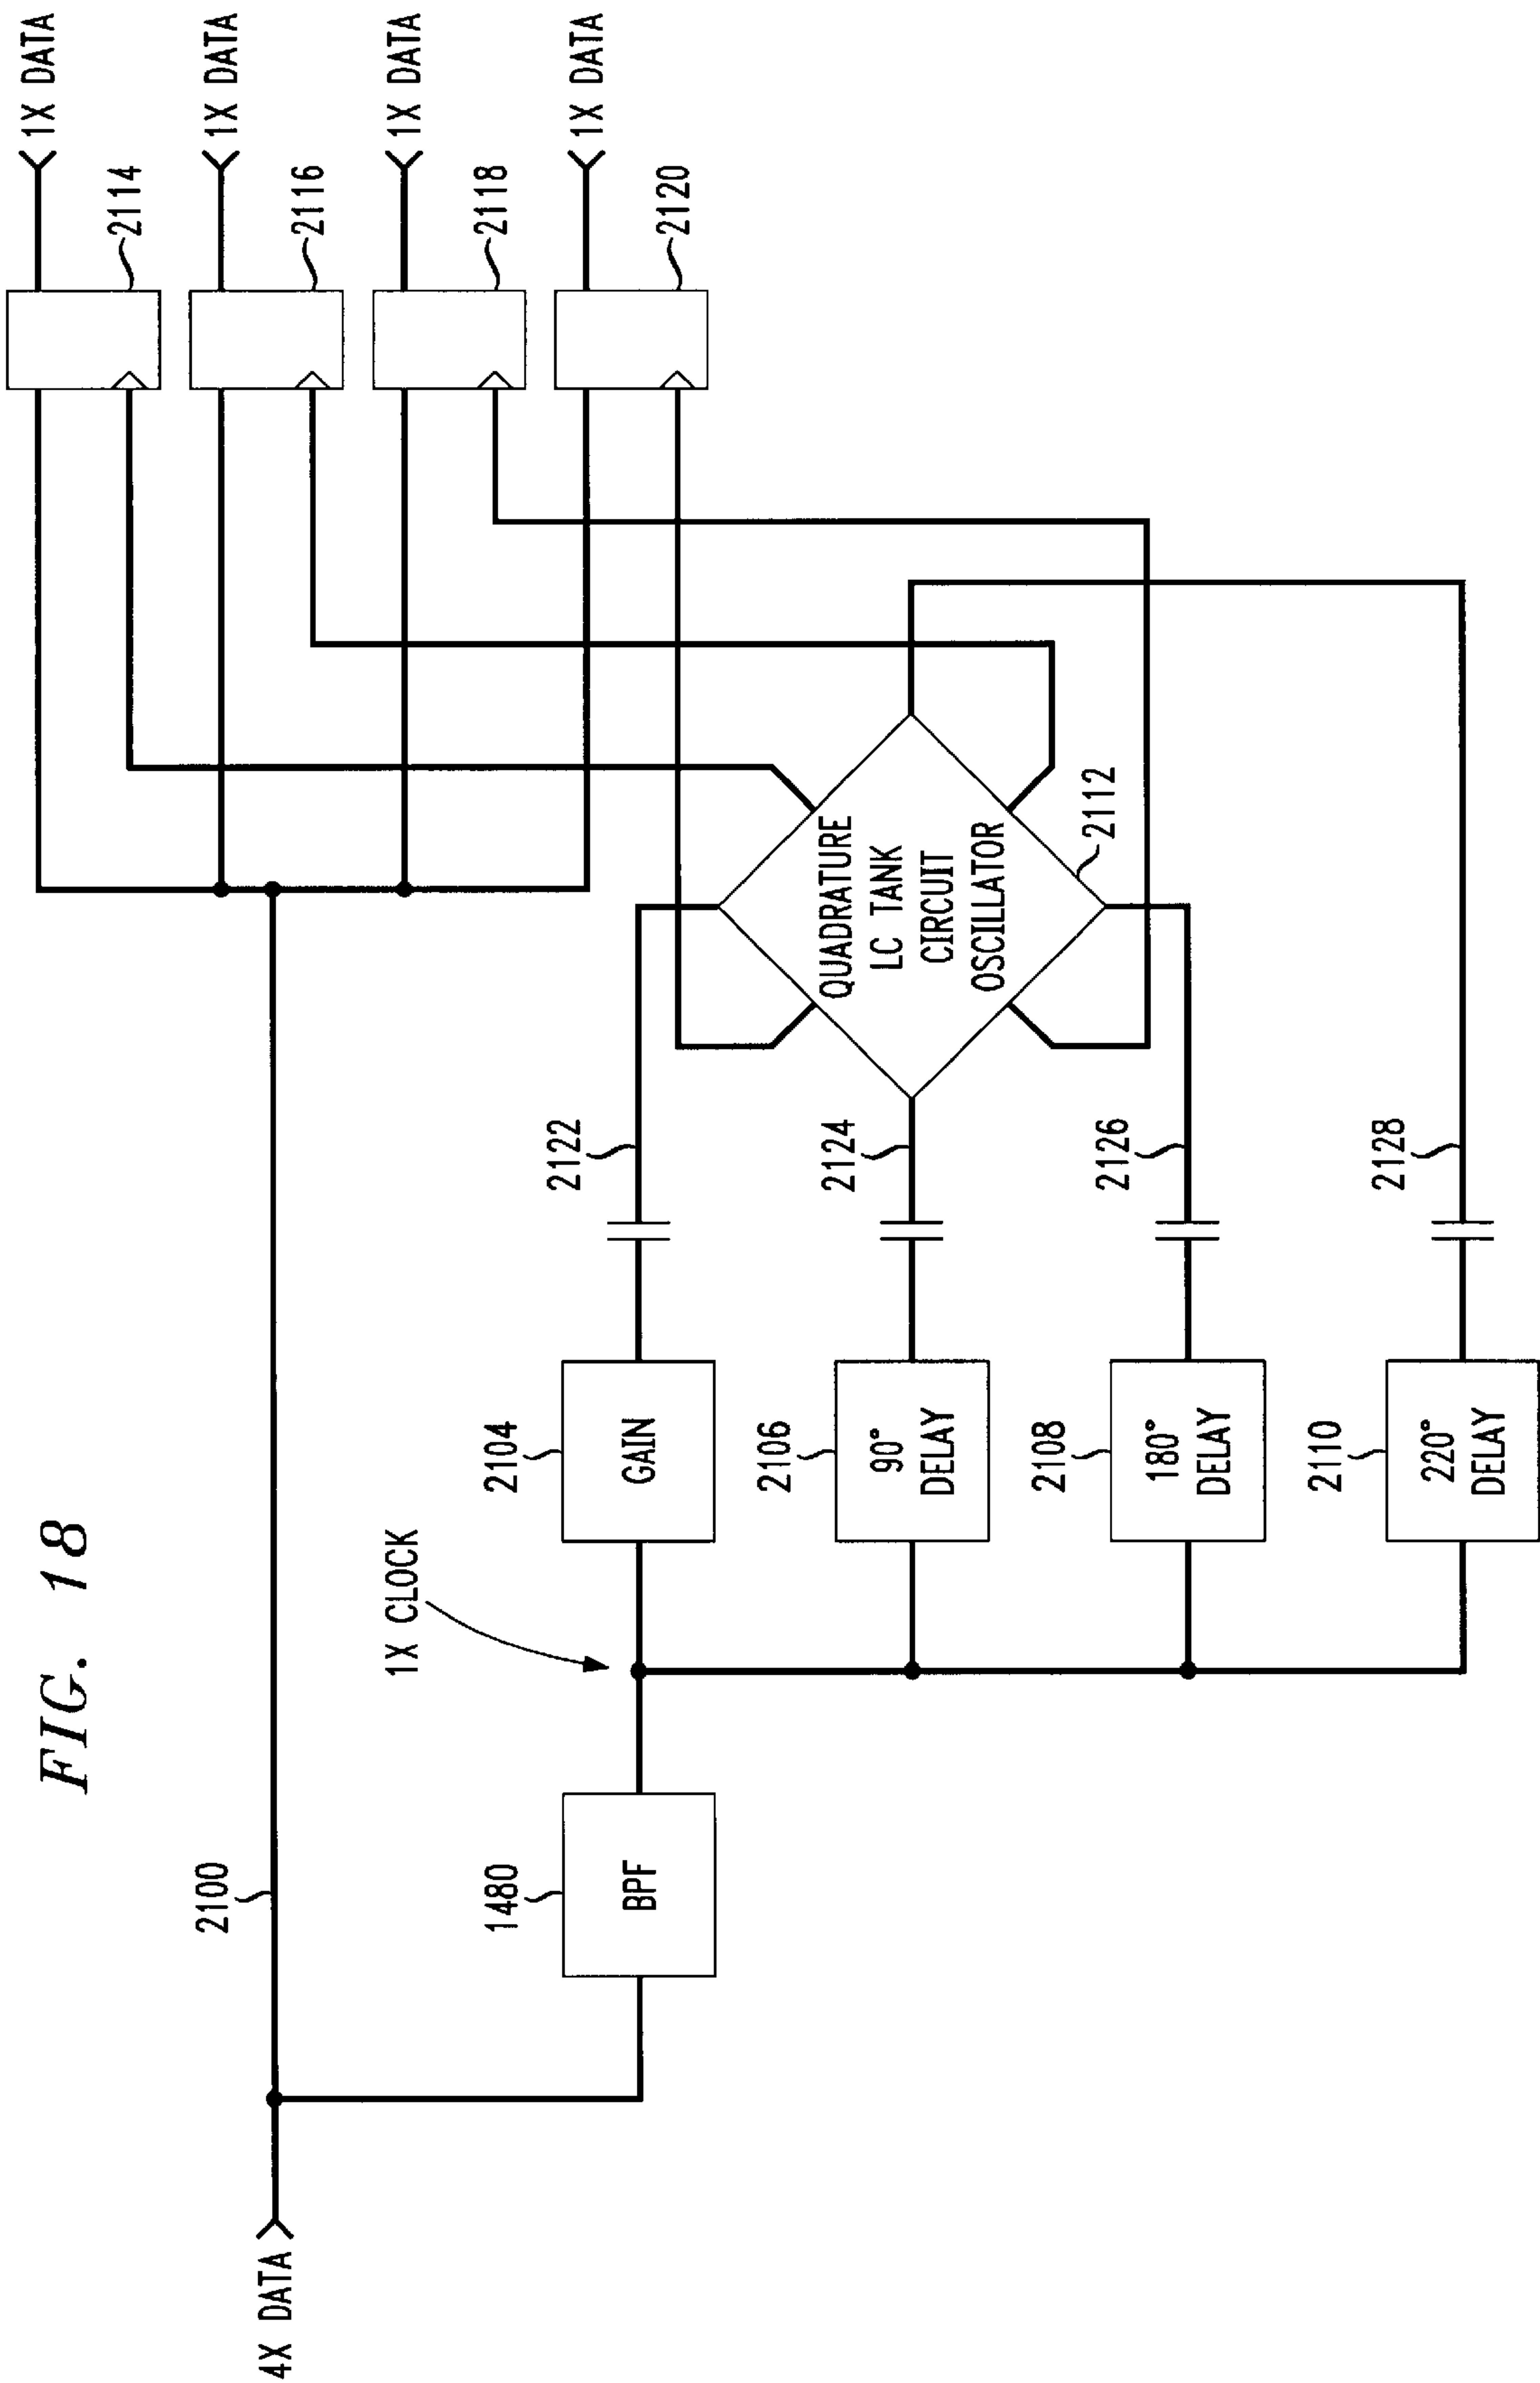 FIG. 18
1X DATA
2114
1X DATA
2116
1X DATA
2118
1X DATA
2120
2100
4X DATA
1480
BPF
1X CLOCK
2104
GAIN
2122
2106
90°
DELAY
2124
QUADRATURE
LC TANK
CIRCUIT
OSCILLATOR
2112
2108
180°
DELAY
2126
2110
220°
DELAY
2128